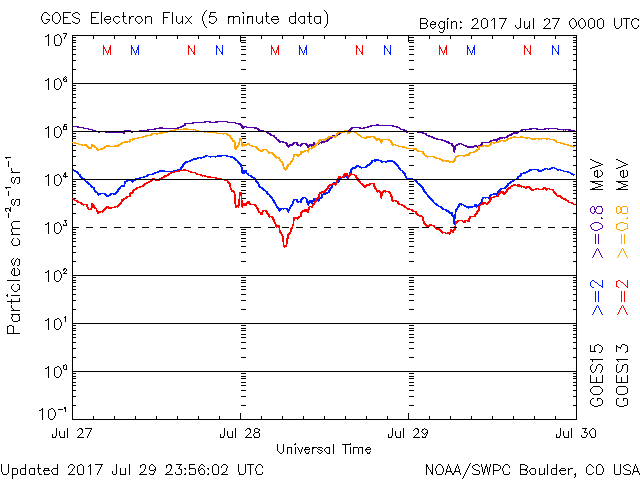 GOES Electron Flux (5 minute data)
Begin: 2017 Jul 27 0000 UTC
M M N N M M N N M M N N
10⁷
10⁶
10⁵
10⁴
10³
10²
10¹
10⁰
10⁻¹
Particles cm⁻²s⁻¹sr⁻¹
Jul 27 Jul 28 Jul 29 Jul 30
Universal Time
GOES15 >=2 >=0.8 MeV
GOES13 >=2 >=0.8 MeV
Updated 2017 Jul 29 23:56:02 UTC
NOAA/SWPC Boulder, CO USA